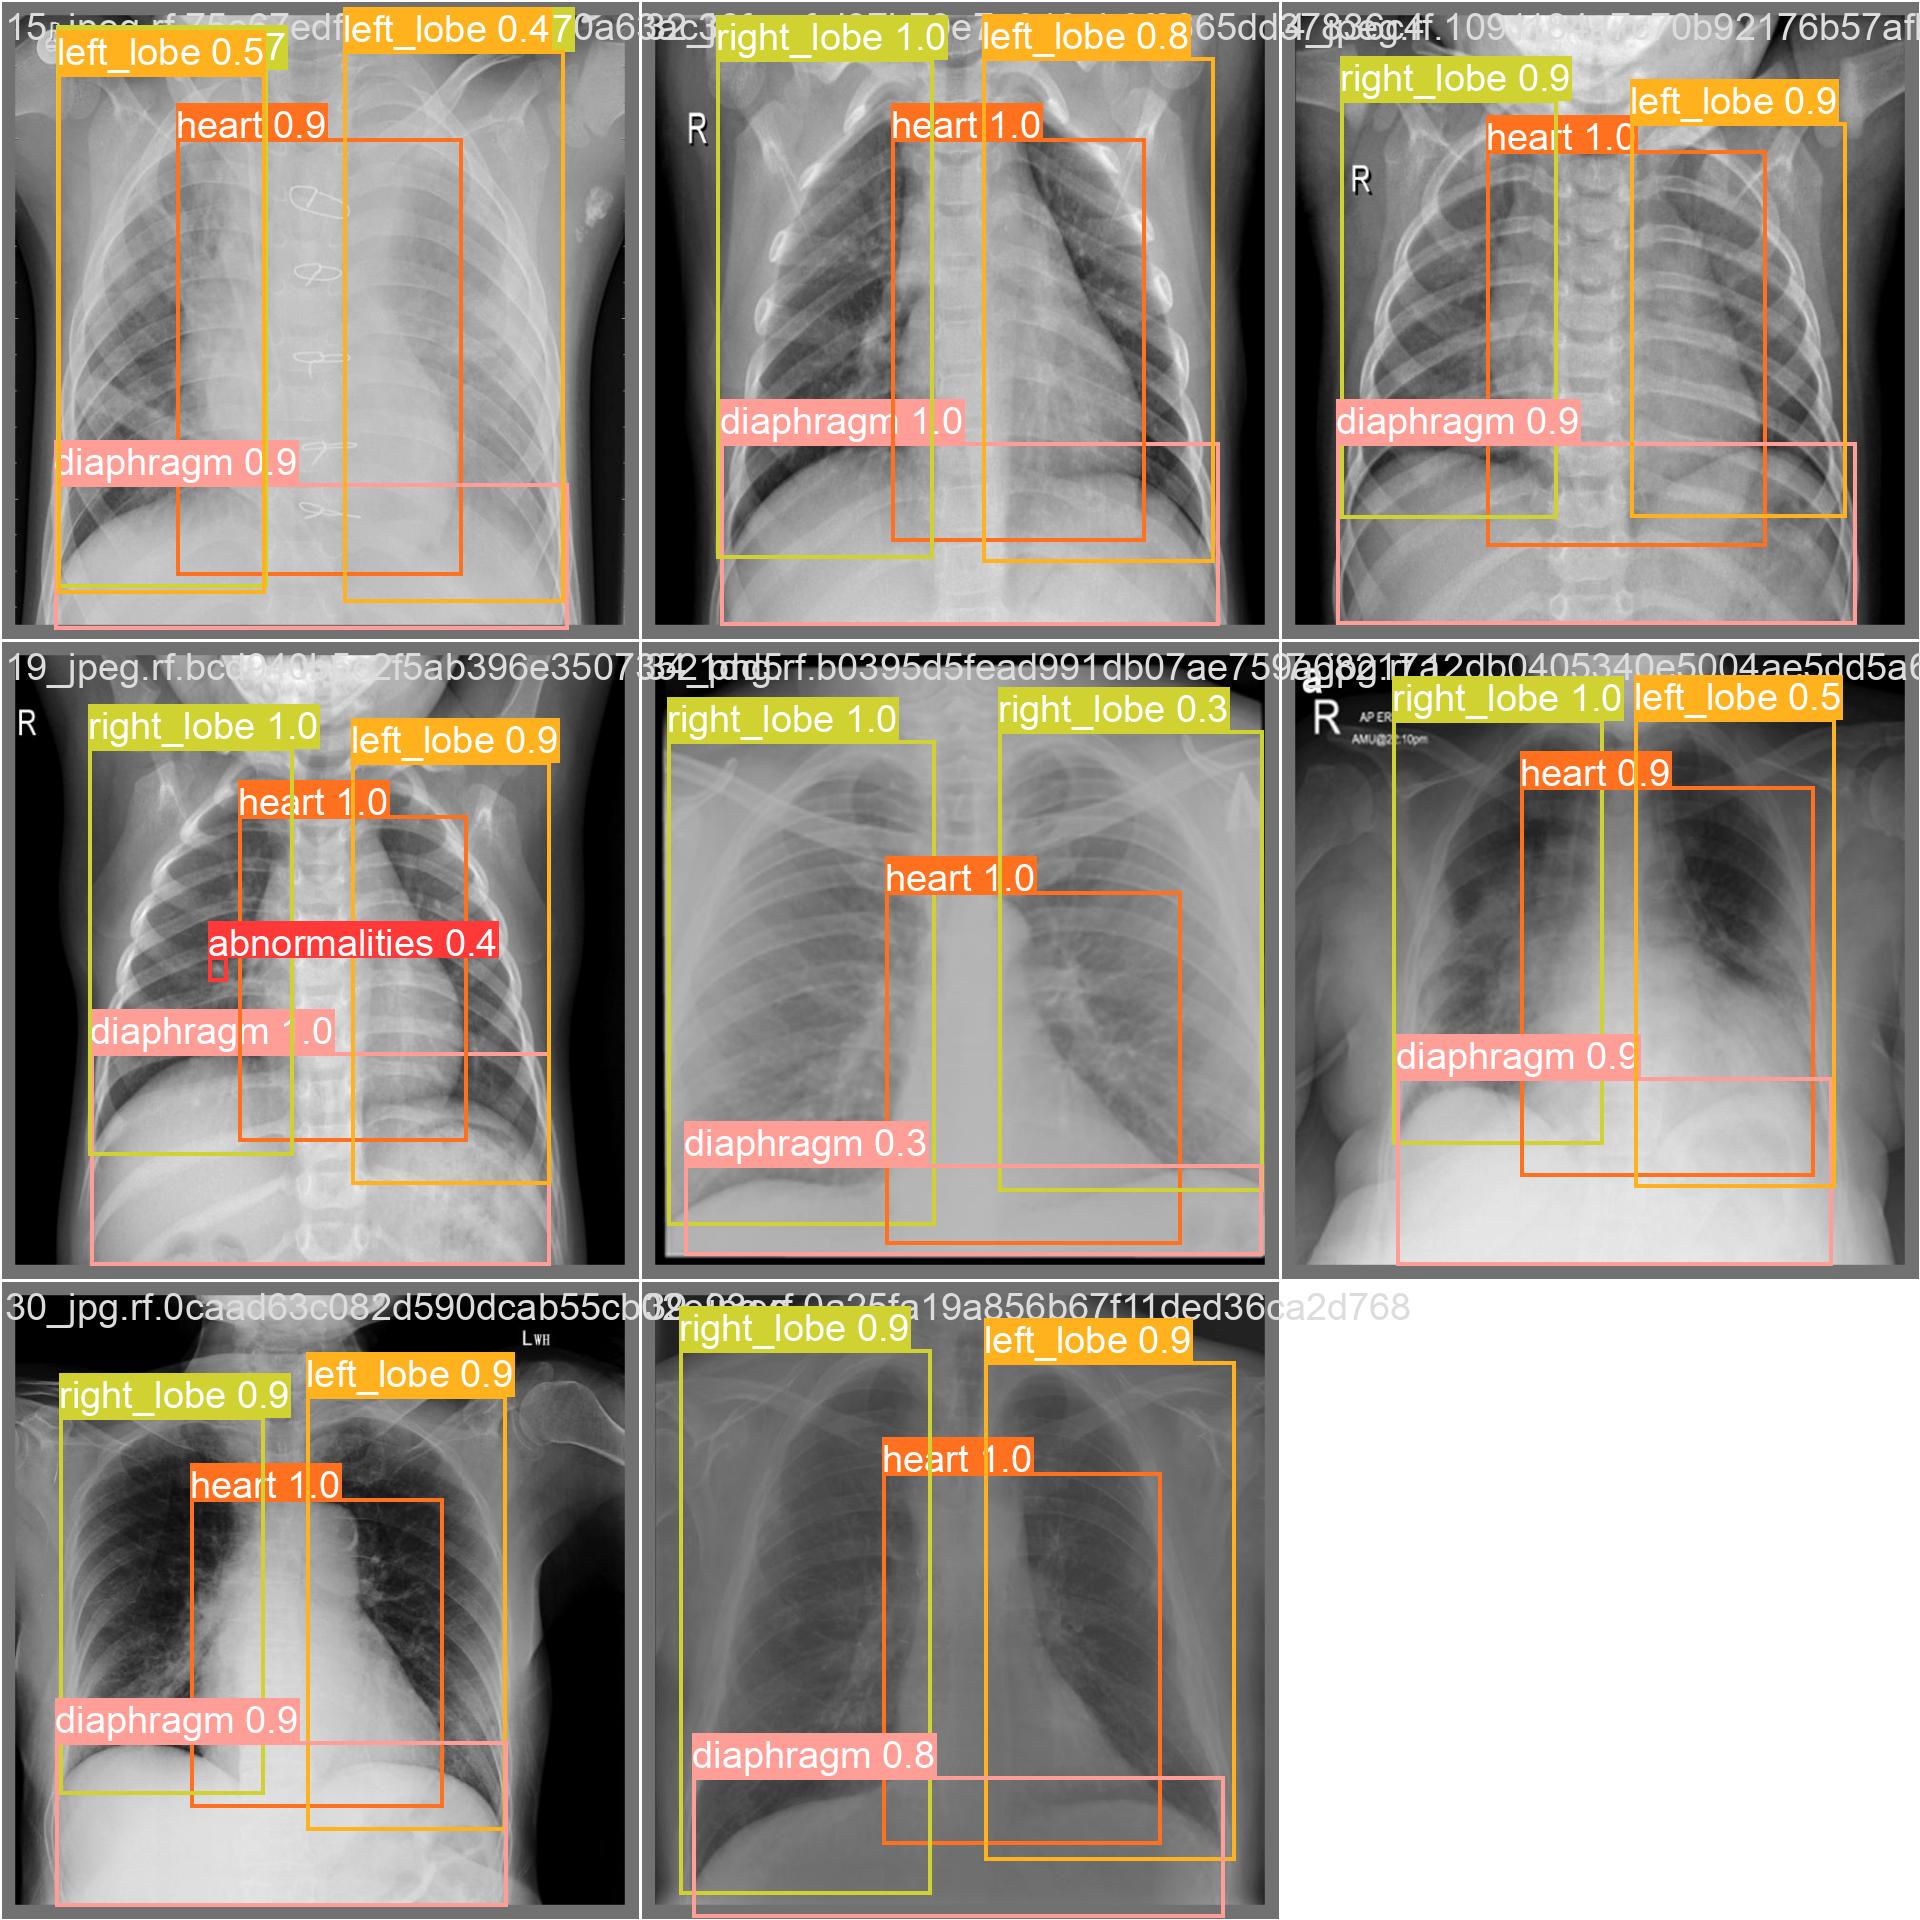 left_lobe 0.5
left_lobe 0.4
heart 0.9
diaphragm 0.9
right_lobe 1.0
left_lobe 0.8
R
heart 1.0
diaphragm 1.0
right_lobe 0.9
left_lobe 0.9
heart 1.0
R
diaphragm 0.9
R
right_lobe 1.0
left_lobe 0.9
heart 1.0
abnormalities 0.4
diaphragm 1.0
right_lobe 1.0
right_lobe 0.3
heart 1.0
diaphragm 0.3
R
right_lobe 1.0
left_lobe 0.5
AP ER
heart 0.9
diaphragm 0.9
L WH
right_lobe 0.9
left_lobe 0.9
heart 1.0
diaphragm 0.9
right_lobe 0.9
left_lobe 0.9
heart 1.0
diaphragm 0.8